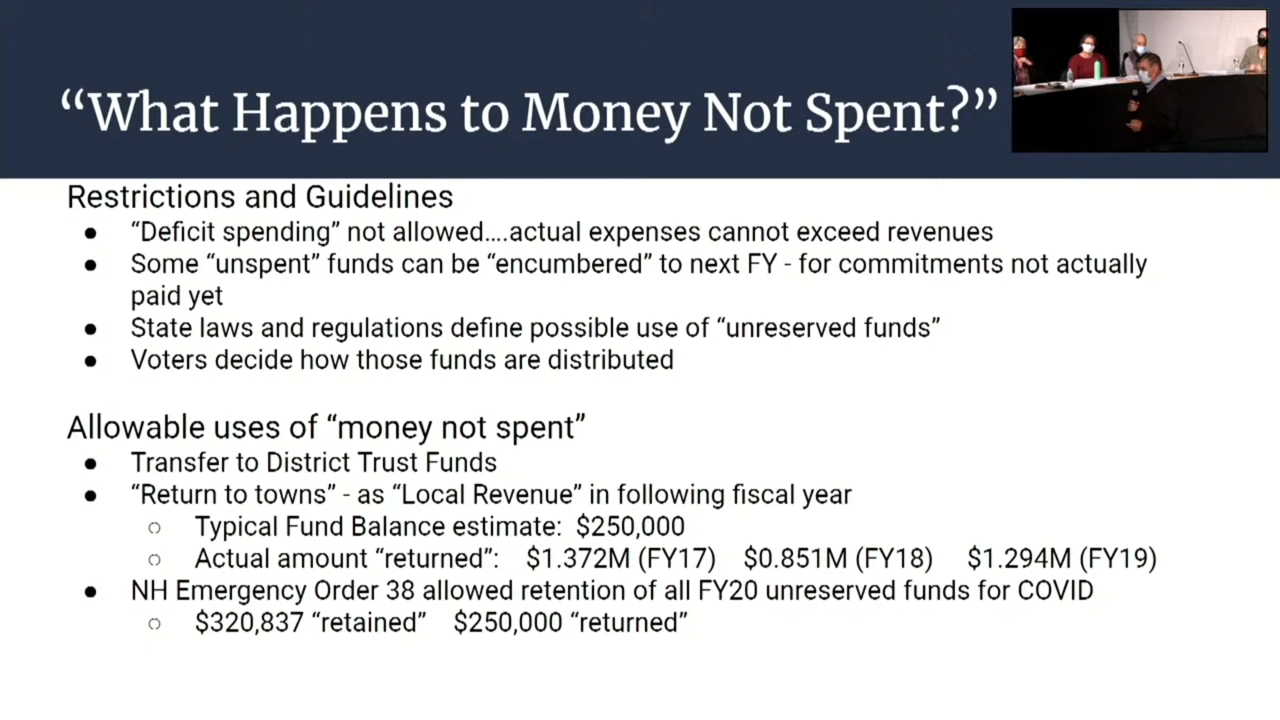 “What Happens to Money Not Spent?”
Restrictions and Guidelines
● “Deficit spending” not allowed....actual expenses cannot exceed revenues
● Some “unspent” funds can be “encumbered” to next FY - for commitments not actually
paid yet
● State laws and regulations define possible use of “unreserved funds”
● Voters decide how those funds are distributed
Allowable uses of “money not spent”
● Transfer to District Trust Funds
● “Return to towns” - as “Local Revenue” in following fiscal year
○ Typical Fund Balance estimate: $250,000
○ Actual amount “returned”: $1.372M (FY17) $0.851M (FY18) $1.294M (FY19)
● NH Emergency Order 38 allowed retention of all FY20 unreserved funds for COVID
○ $320,837 “retained” $250,000 “returned”